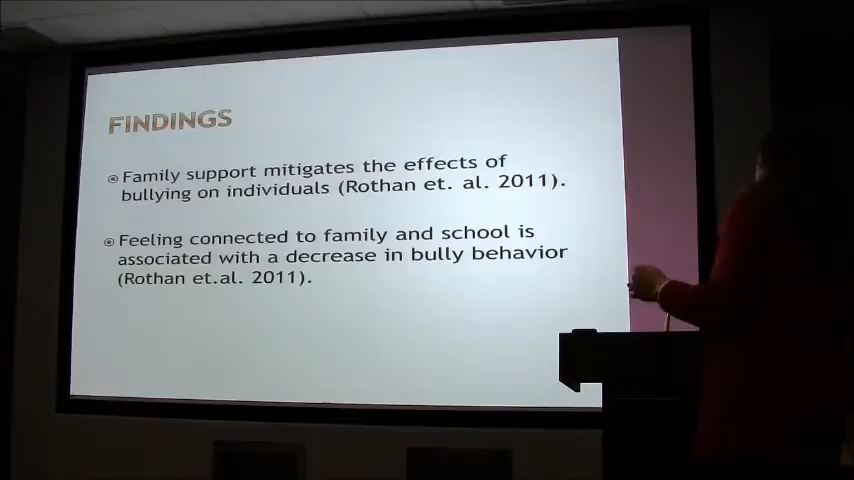 FINDINGS
Family support mitigates the effects of
bullying on individuals (Rothan et. al. 2011).
Feeling connected to family and school is
associated with a decrease in bully behavior
(Rothan et.al. 2011).